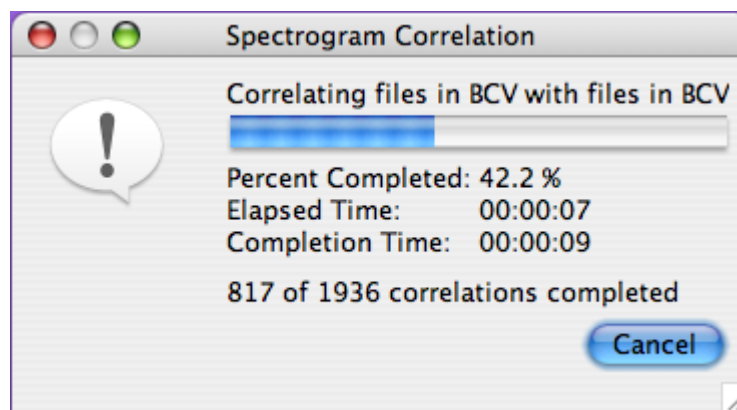 Spectrogram Correlation
Correlating files in BCV with files in BCV
Percent Completed: 42.2 %
Elapsed Time: 00:00:07
Completion Time: 00:00:09
817 of 1936 correlations completed
Cancel